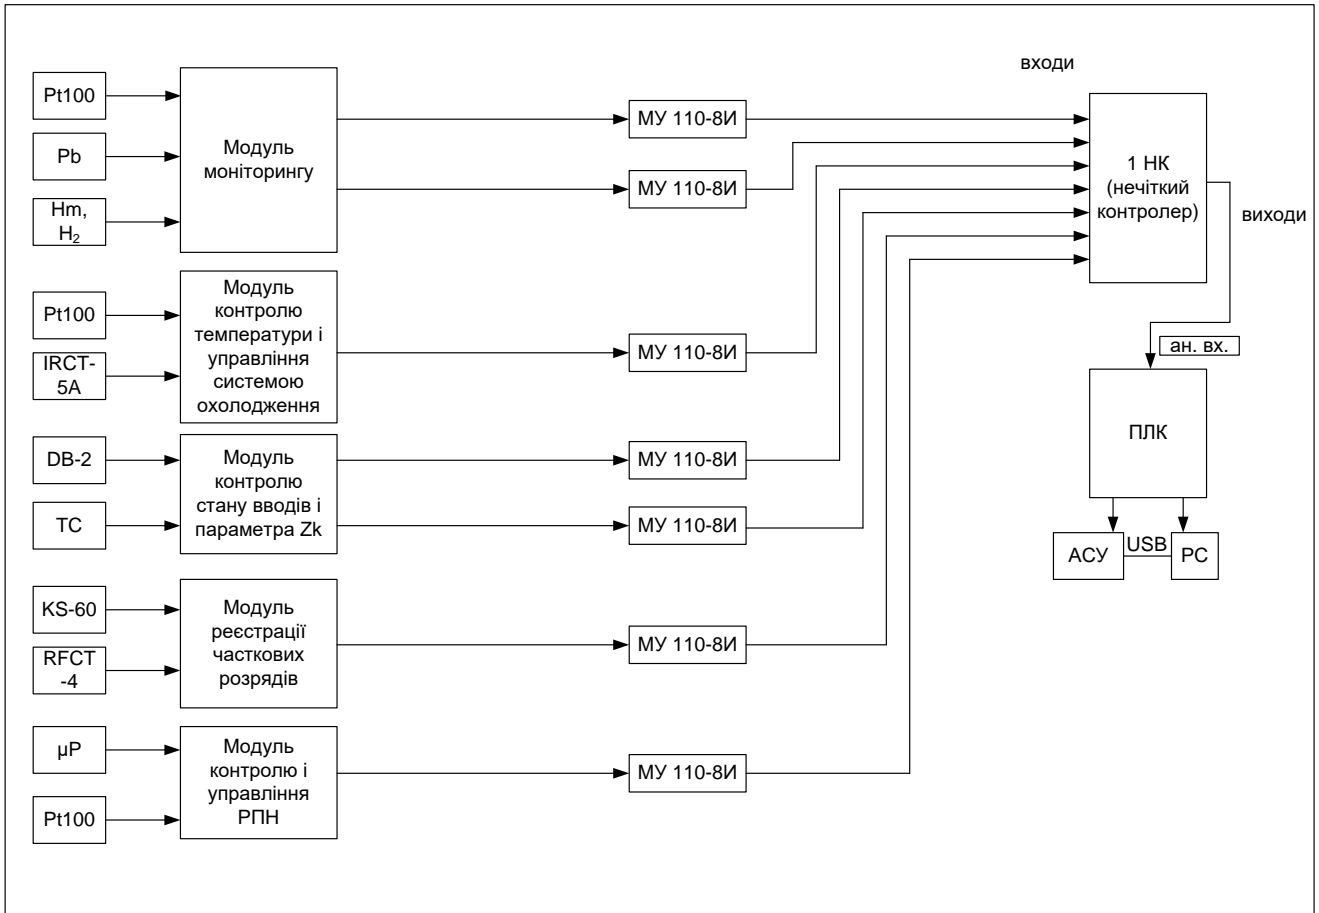 входи
Pt100
Pb
Hm,
H₂
Модуль
моніторингу
МУ 110-8И
МУ 110-8И
1 НК
(нечіткий
контролер)
виходи
Pt100
IRCT-
5A
Модуль
контролю
температури і
управління
системою
охолодження
МУ 110-8И
ан. вх.
ПЛК
DB-2
TC
Модуль
контролю
стану вводів і
параметра Zk
МУ 110-8И
МУ 110-8И
АСУ
USB
PC
KS-60
RFCT
-4
Модуль
реєстрації
часткових
розрядів
МУ 110-8И
µP
Pt100
Модуль
контролю і
управління
РПН
МУ 110-8И